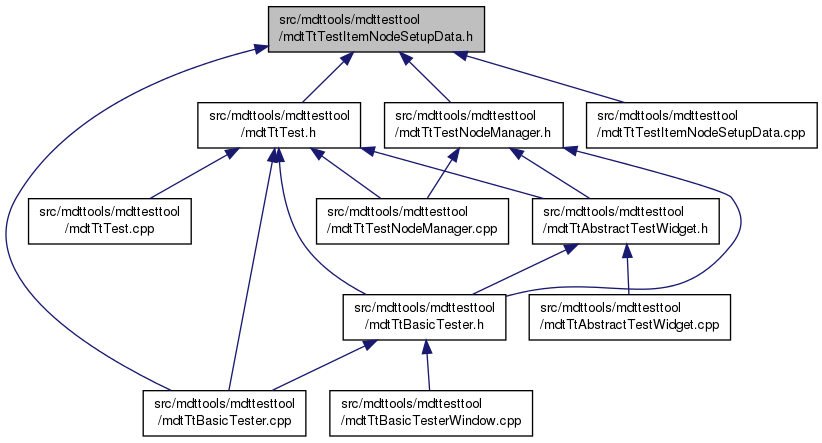 src/mdttools/mdttesttool
/mdtTtTestItemNodeSetupData.h
src/mdttools/mdttesttool
/mdtTtTest.h
src/mdttools/mdttesttool
/mdtTtTestNodeManager.h
src/mdttools/mdttesttool
/mdtTtTestItemNodeSetupData.cpp
src/mdttools/mdttesttool
/mdtTtTest.cpp
src/mdttools/mdttesttool
/mdtTtTestNodeManager.cpp
src/mdttools/mdttesttool
/mdtTtAbstractTestWidget.h
src/mdttools/mdttesttool
/mdtTtBasicTester.h
src/mdttools/mdttesttool
/mdtTtAbstractTestWidget.cpp
src/mdttools/mdttesttool
/mdtTtBasicTester.cpp
src/mdttools/mdttesttool
/mdtTtBasicTesterWindow.cpp